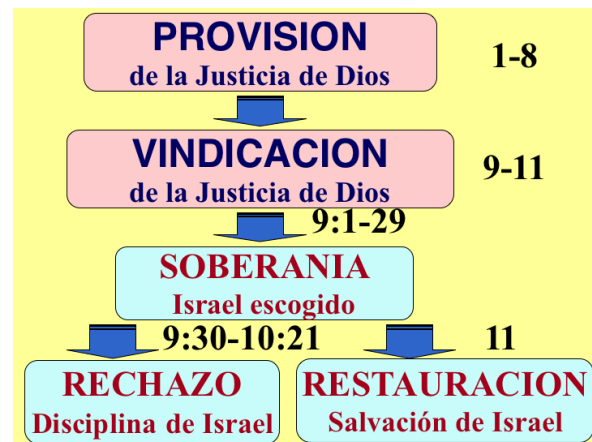 PROVISION
de la Justicia de Dios
1-8
VINDICACION
de la Justicia de Dios
9-11
9:1-29
SOBERANIA
Israel escogido
9:30-10:21
11
RECHAZO
Disciplina de Israel
RESTAURACION
Salvación de Israel